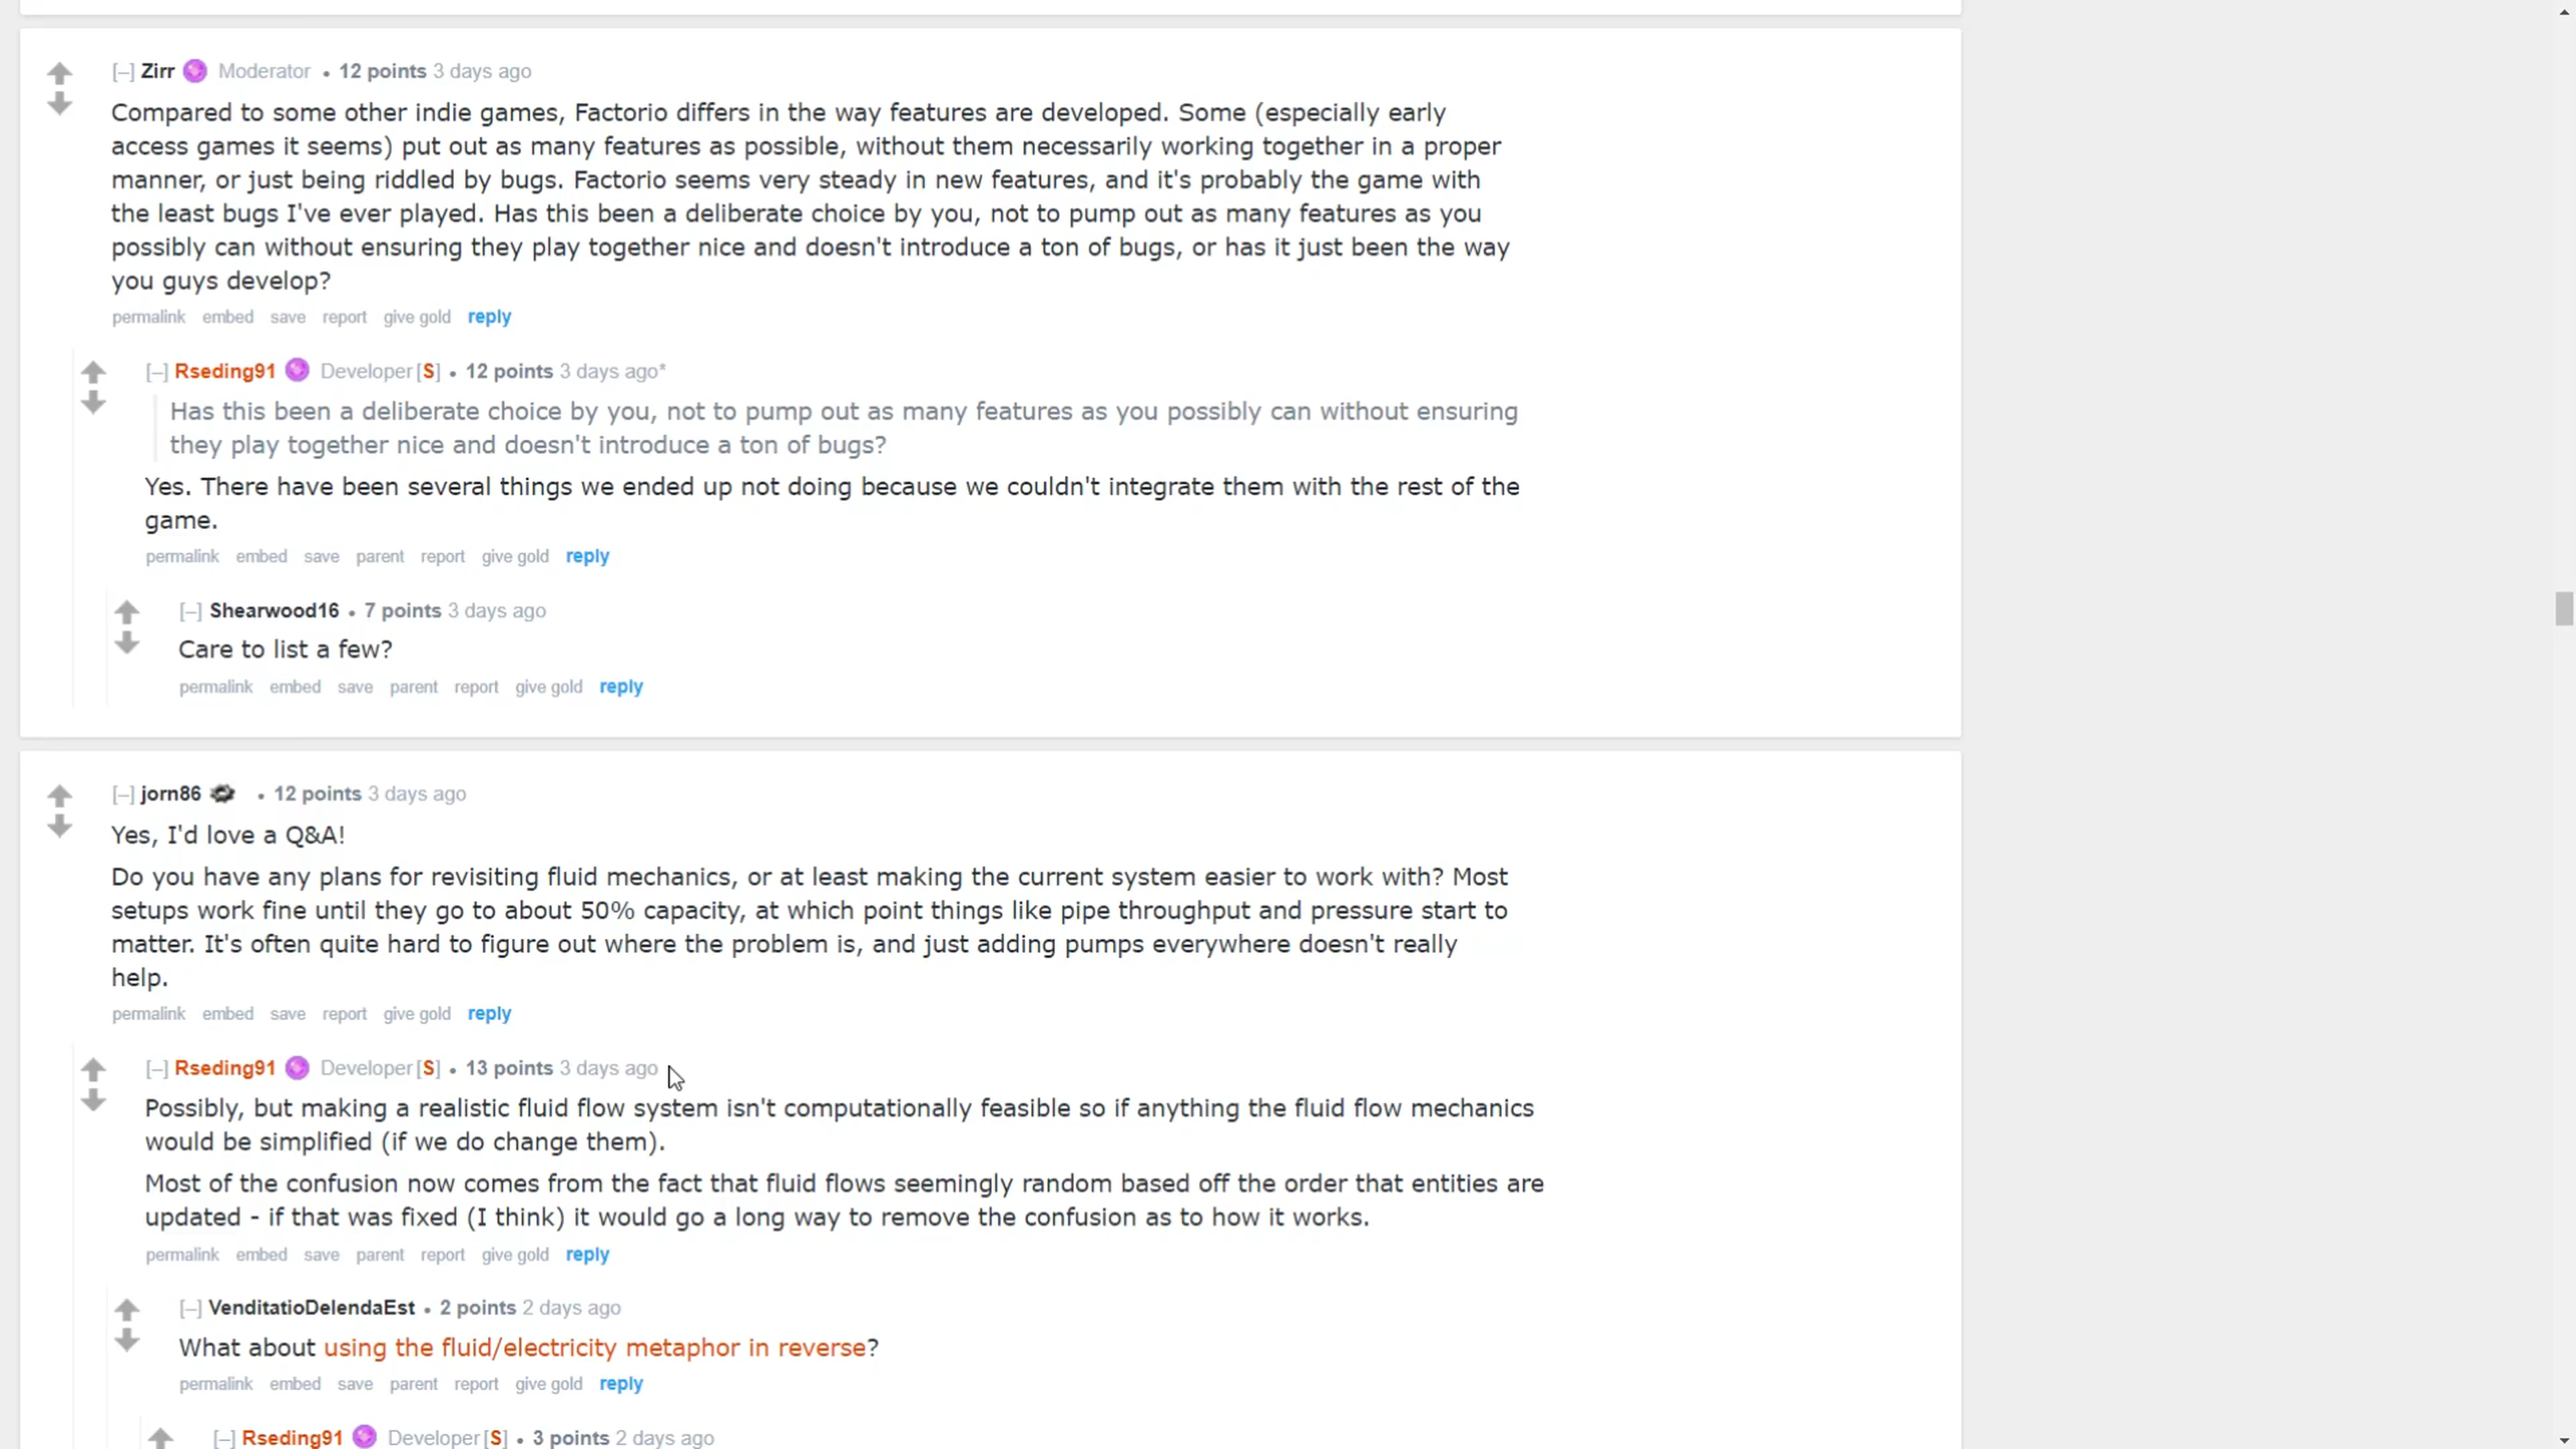 [–] Zirr Moderator • 12 points 3 days ago
Compared to some other indie games, Factorio differs in the way features are developed. Some (especially early
access games it seems) put out as many features as possible, without them necessarily working together in a proper
manner, or just being riddled by bugs. Factorio seems very steady in new features, and it's probably the game with
the least bugs I've ever played. Has this been a deliberate choice by you, not to pump out as many features as you
possibly can without ensuring they play together nice and doesn't introduce a ton of bugs, or has it just been the way
you guys develop?
permalink embed save report give gold reply
[–] Rseding91 Developer [S] • 12 points 3 days ago*
Has this been a deliberate choice by you, not to pump out as many features as you possibly can without ensuring
they play together nice and doesn't introduce a ton of bugs?
Yes. There have been several things we ended up not doing because we couldn't integrate them with the rest of the
game.
permalink embed save parent report give gold reply
[–] Shearwood16 • 7 points 3 days ago
Care to list a few?
permalink embed save parent report give gold reply
[–] jorn86 • 12 points 3 days ago
Yes, I'd love a Q&A!
Do you have any plans for revisiting fluid mechanics, or at least making the current system easier to work with? Most
setups work fine until they go to about 50% capacity, at which point things like pipe throughput and pressure start to
matter. It's often quite hard to figure out where the problem is, and just adding pumps everywhere doesn't really
help.
permalink embed save report give gold reply
[–] Rseding91 Developer [S] • 13 points 3 days ago
Possibly, but making a realistic fluid flow system isn't computationally feasible so if anything the fluid flow mechanics
would be simplified (if we do change them).
Most of the confusion now comes from the fact that fluid flows seemingly random based off the order that entities are
updated - if that was fixed (I think) it would go a long way to remove the confusion as to how it works.
permalink embed save parent report give gold reply
[–] VenditatioDelendaEst • 2 points 2 days ago
What about using the fluid/electricity metaphor in reverse?
permalink embed save parent report give gold reply
[–] Rseding91 Developer [S] • 3 points 2 days ago